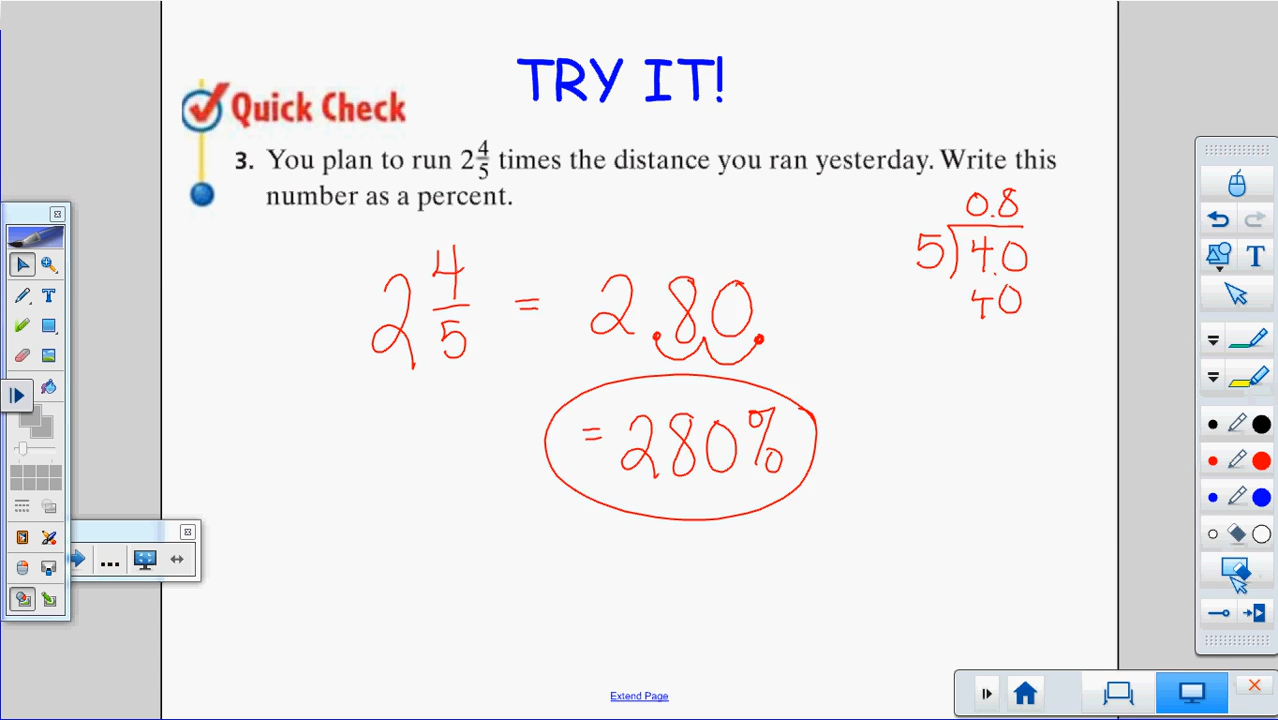 TRY IT!
Quick Check
3. You plan to run 2 4/5 times the distance you ran yesterday. Write this
number as a percent.
0.8
5)4.0
40
2 4/5 = 2.80.
= 280%
Extend Page